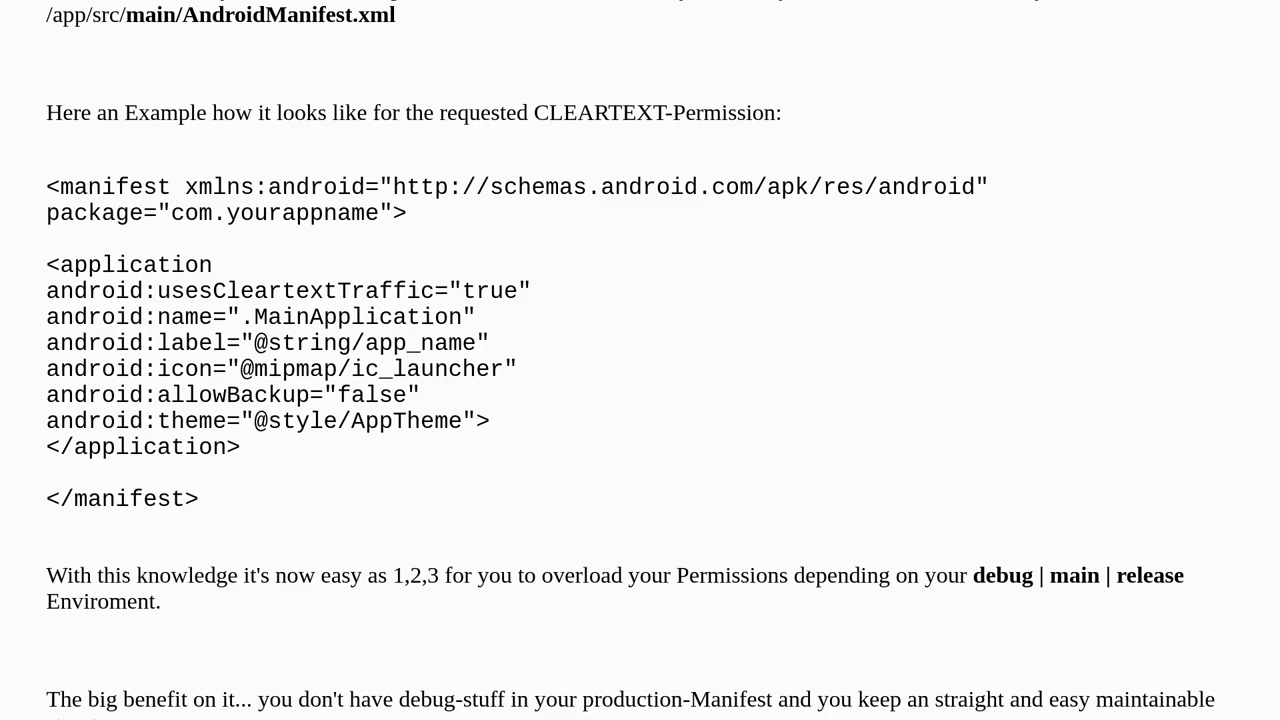 /app/src/main/AndroidManifest.xml
Here an Example how it looks like for the requested CLEARTEXT-Permission:
<manifest xmlns:android="http://schemas.android.com/apk/res/android"
package="com.yourappname">
<application
android:usesCleartextTraffic="true"
android:name=".MainApplication"
android:label="@string/app_name"
android:icon="@mipmap/ic_launcher"
android:allowBackup="false"
android:theme="@style/AppTheme">
</application>
</manifest>
With this knowledge it's now easy as 1,2,3 for you to overload your Permissions depending on your debug | main | release
Enviroment.
The big benefit on it... you don't have debug-stuff in your production-Manifest and you keep an straight and easy maintainable